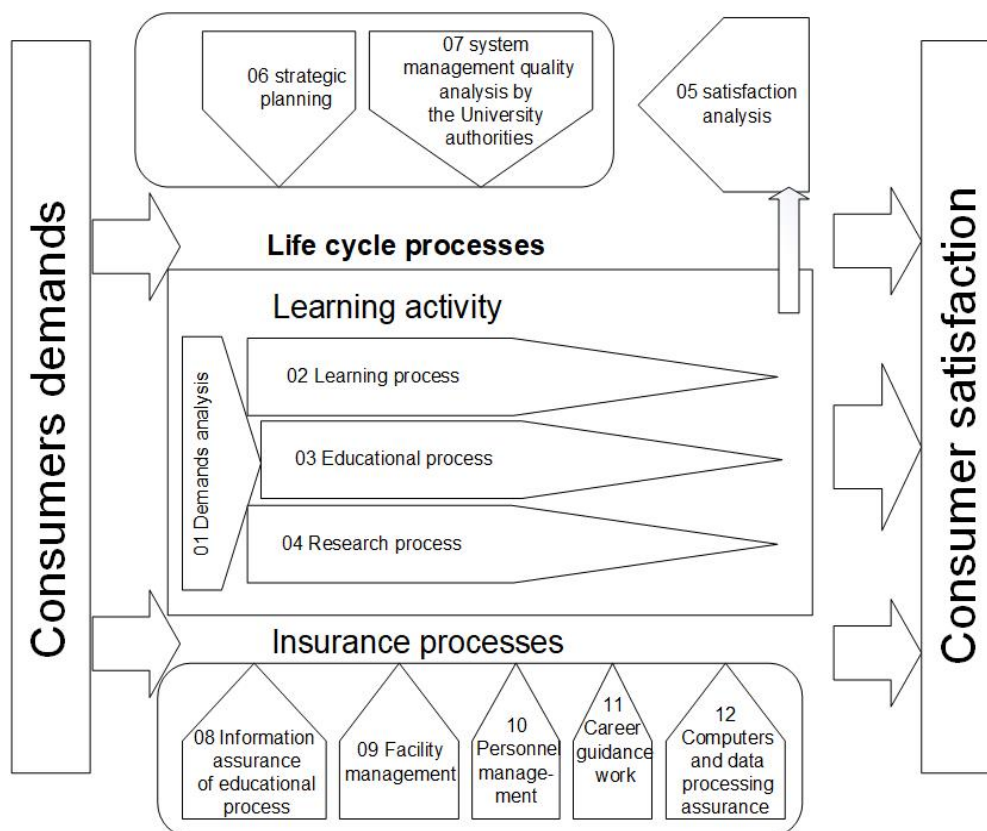 Consumers demands
06 strategic
planning
07 system
management quality
analysis by
the University
authorities
05 satisfaction
analysis
Life cycle processes
Learning activity
01 Demands analysis
02 Learning process
03 Educational process
04 Research process
Insurance processes
08 Information
assurance
of educational
process
09 Facility
management
10
Personnel
manage-
ment
11
Career
guidance
work
12
Computers
and data
processing
assurance
Consumer satisfaction